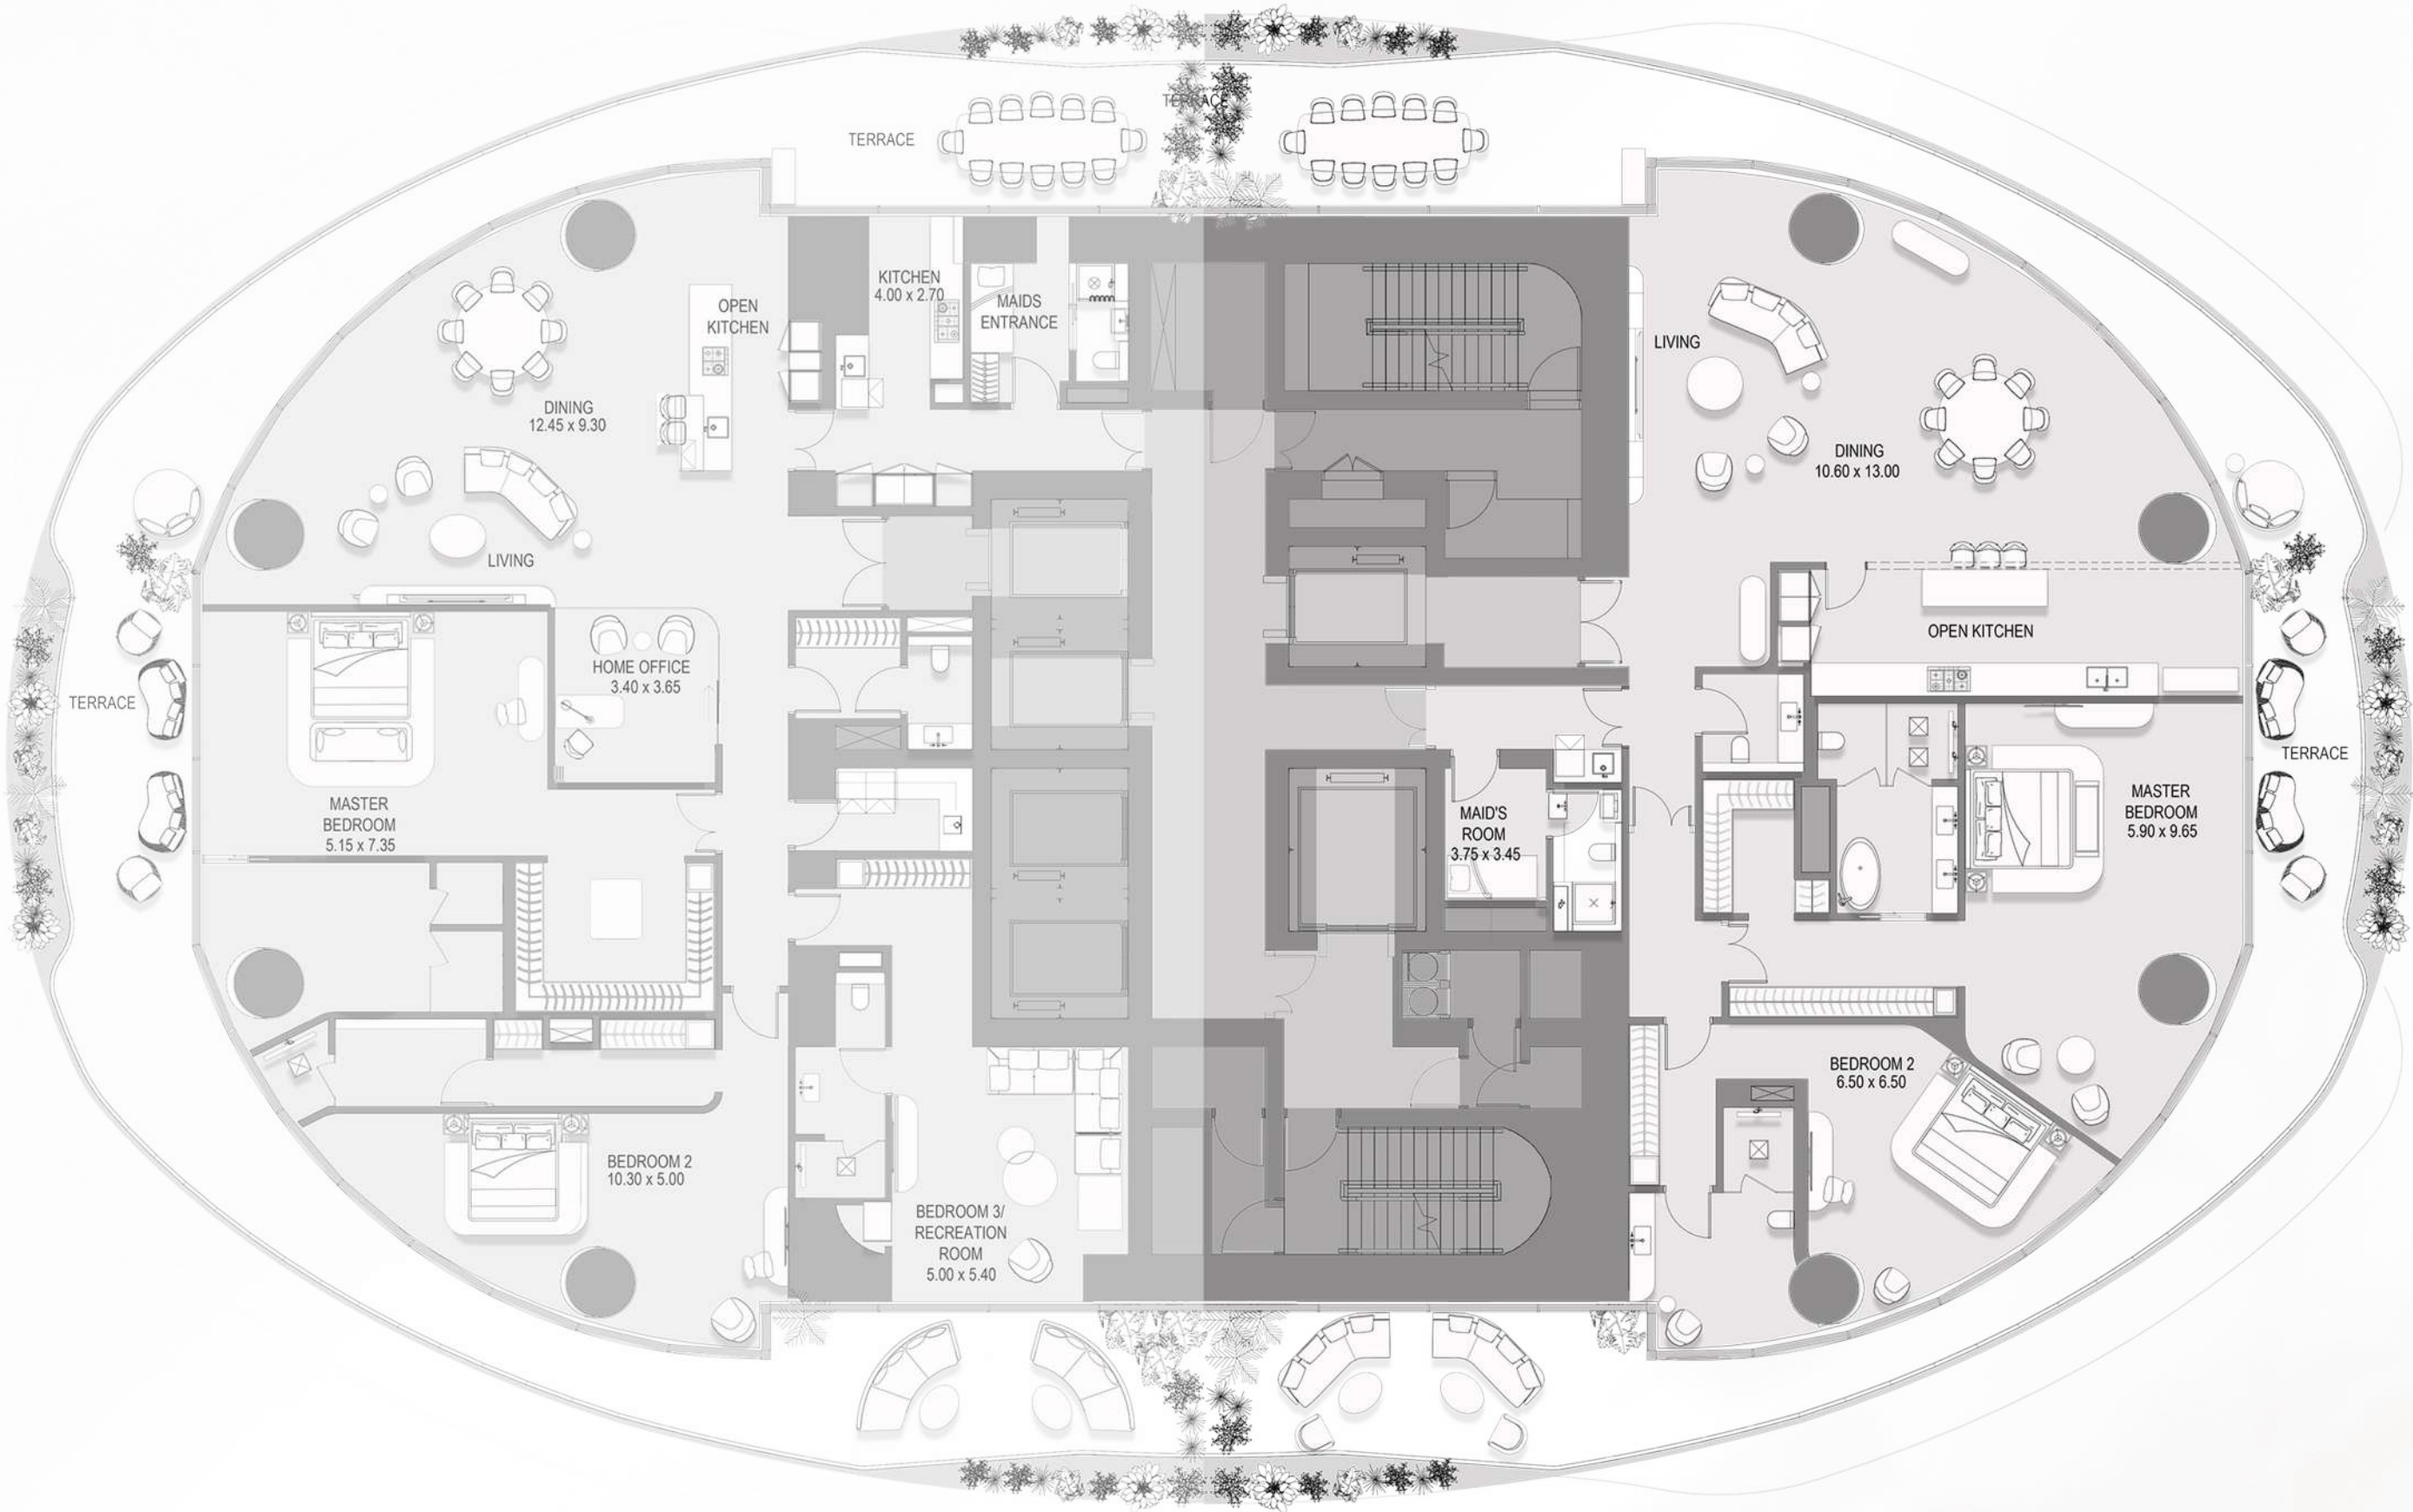 TERRACE
TERRACE
OPEN
KITCHEN
KITCHEN
4.00 x 2.70
MAIDS
ENTRANCE
DINING
12.45 x 9.30
LIVING
HOME OFFICE
3.40 x 3.65
TERRACE
MASTER
BEDROOM
5.15 x 7.35
BEDROOM 2
10.30 x 5.00
BEDROOM 3/
RECREATION
ROOM
5.00 x 5.40
LIVING
DINING
10.60 x 13.00
OPEN KITCHEN
MAID'S
ROOM
3.75 x 3.45
MASTER
BEDROOM
5.90 x 9.65
TERRACE
BEDROOM 2
6.50 x 6.50